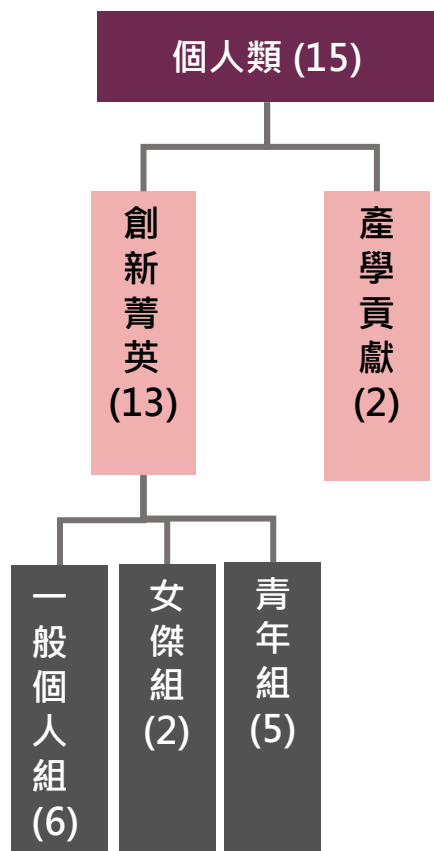 個人類 (15)
創新菁英(13)
產學貢獻(2)
一般個人組(6)
女傑組(2)
青年組(5)